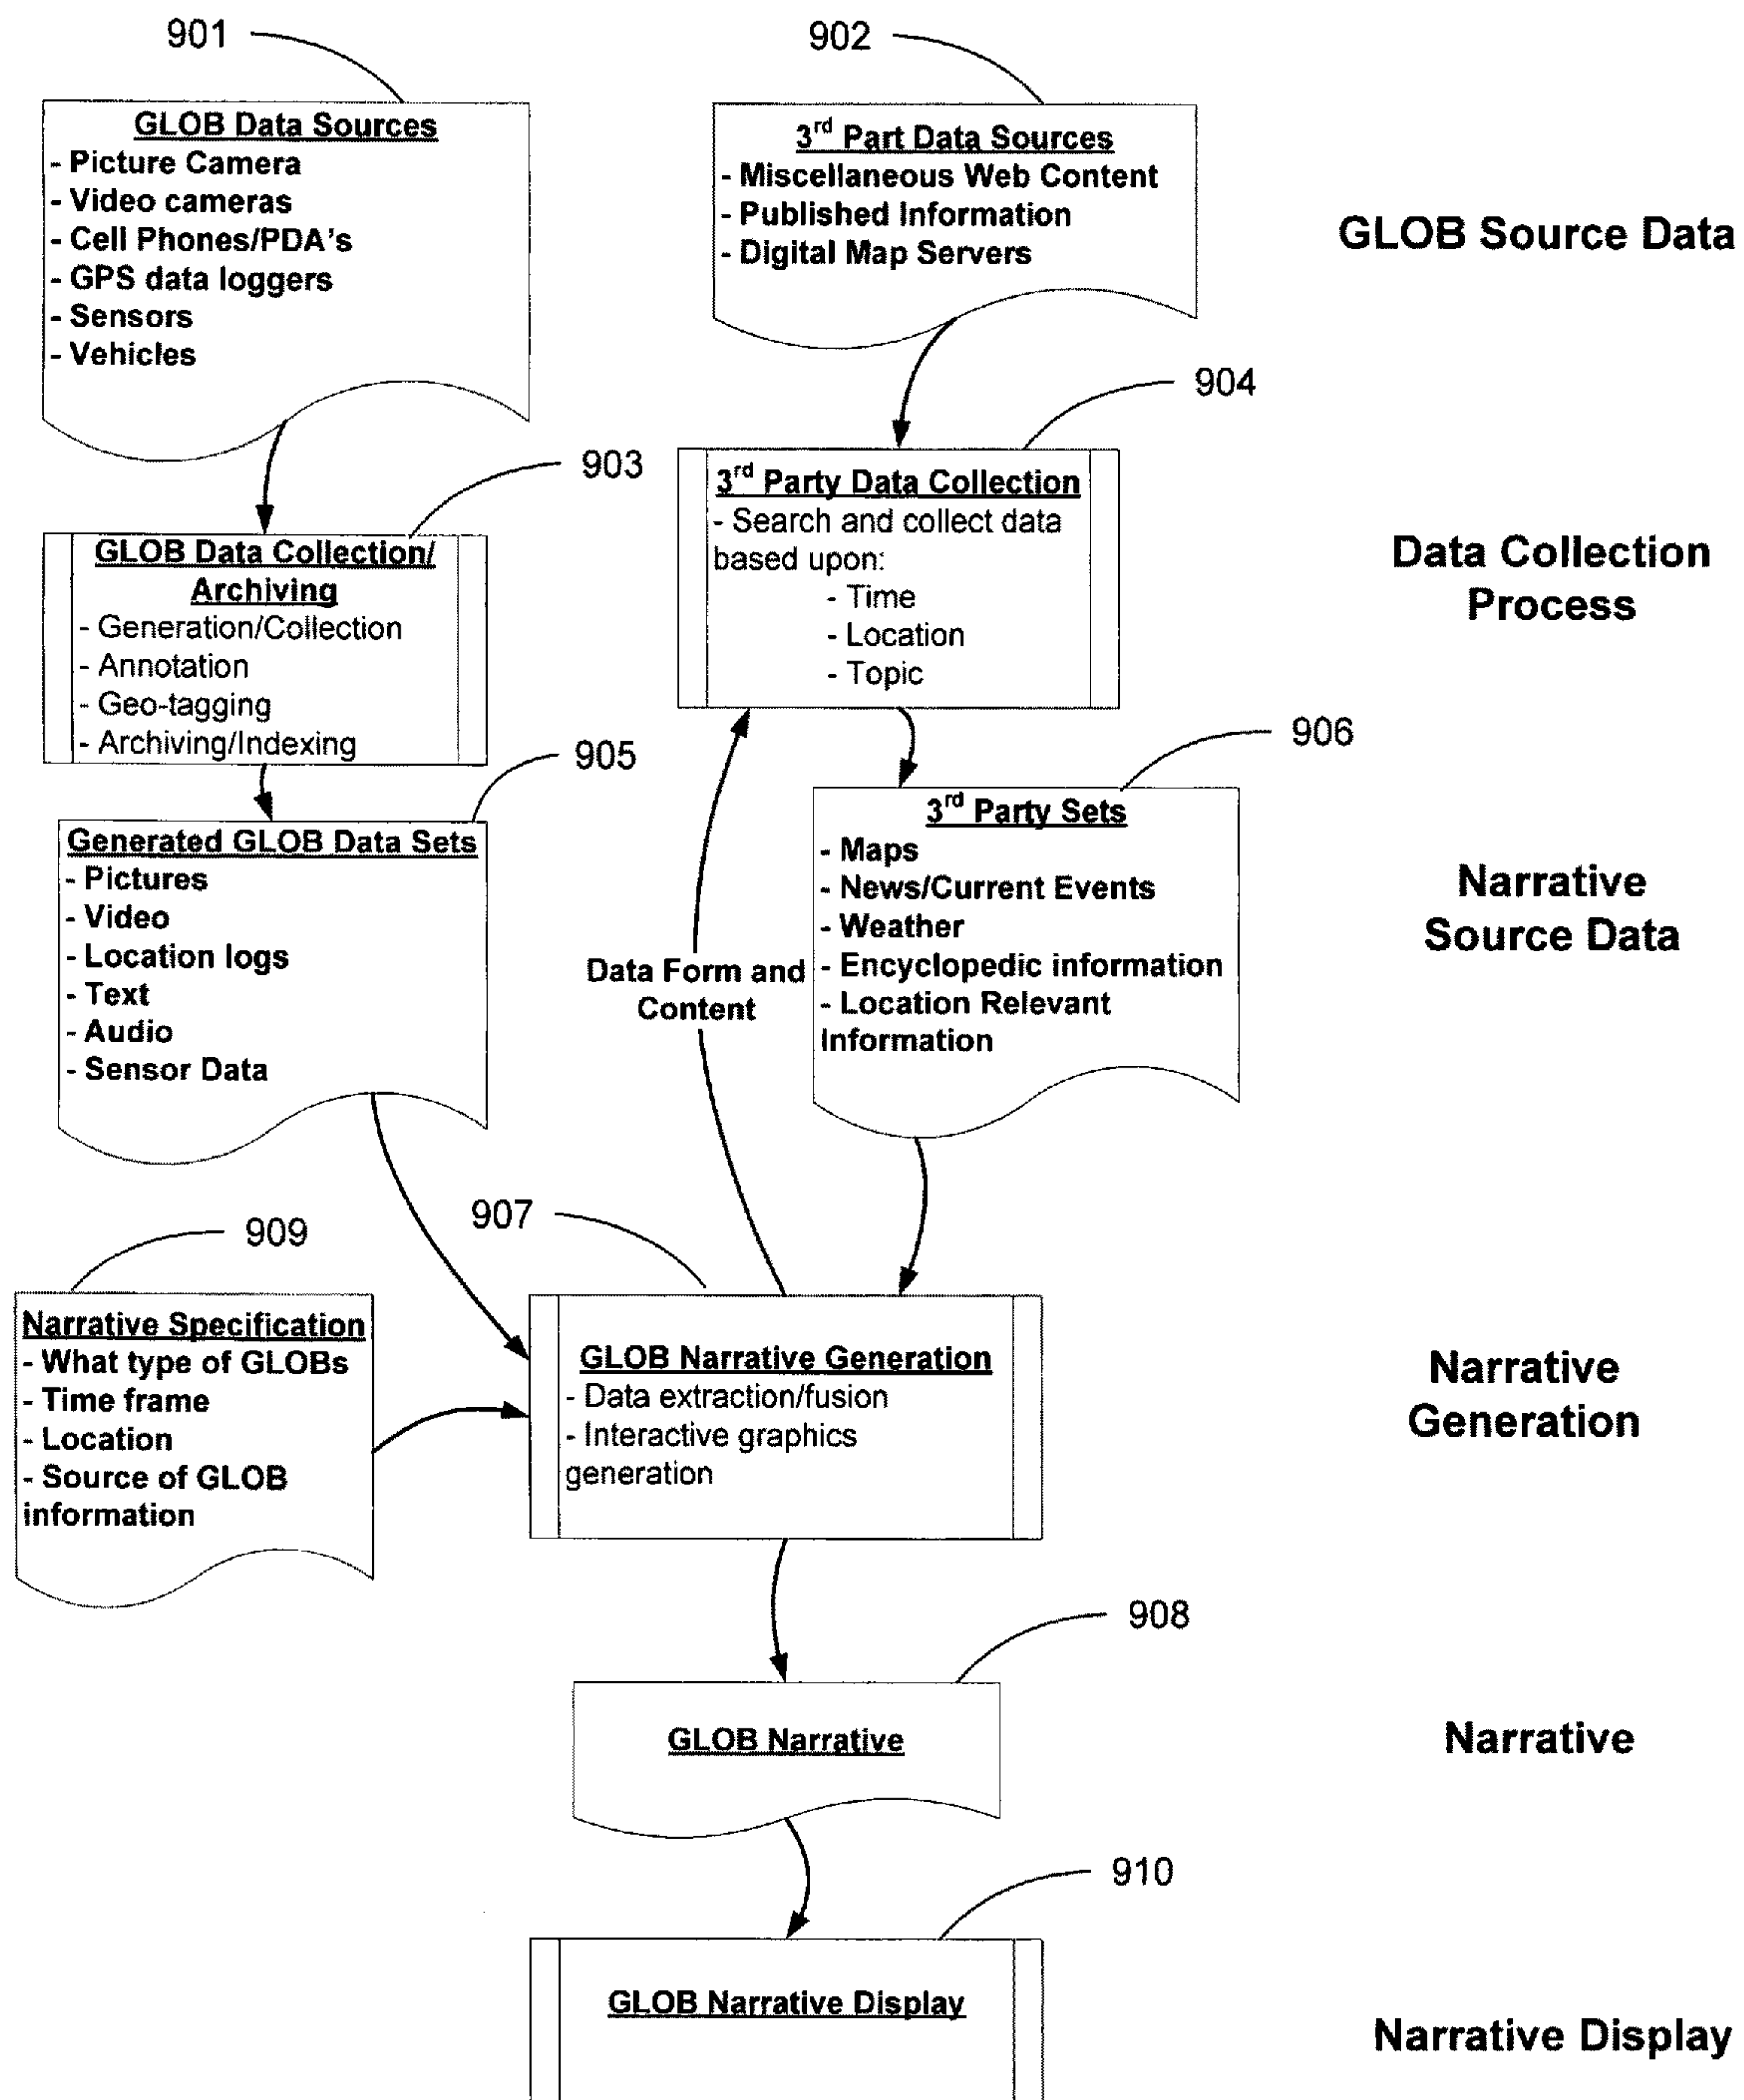 901
GLOB Data Sources
- Picture Camera
- Video cameras
- Cell Phones/PDA's
- GPS data loggers
- Sensors
- Vehicles
902
3rd Part Data Sources
- Miscellaneous Web Content
- Published Information
- Digital Map Servers
GLOB Source Data
903
GLOB Data Collection/
Archiving
- Generation/Collection
- Annotation
- Geo-tagging
- Archiving/Indexing
904
3rd Party Data Collection
- Search and collect data
based upon:
- Time
- Location
- Topic
Data Collection
Process
905
Generated GLOB Data Sets
- Pictures
- Video
- Location logs
- Text
- Audio
- Sensor Data
Data Form and
Content
906
3rd Party Sets
- Maps
- News/Current Events
- Weather
- Encyclopedic information
- Location Relevant
Information
Narrative
Source Data
909
Narrative Specification
- What type of GLOBs
- Time frame
- Location
- Source of GLOB
information
907
GLOB Narrative Generation
- Data extraction/fusion
- Interactive graphics
generation
Narrative
Generation
908
GLOB Narrative
Narrative
910
GLOB Narrative Display
Narrative Display